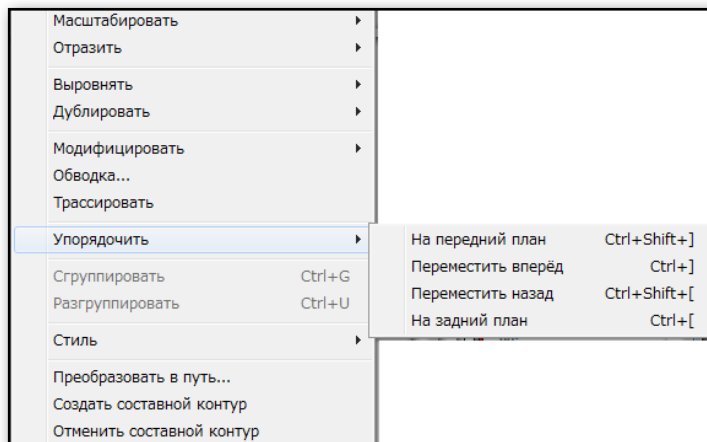 Масштабировать
Отразить
Выровнять
Дублировать
Модифицировать
Обводка...
Трассировать
Упорядочить
На передний план Ctrl+Shift+]
Переместить вперёд Ctrl+]
Переместить назад Ctrl+Shift+[
На задний план Ctrl+[
Сгруппировать Ctrl+G
Разгруппировать Ctrl+U
Стиль
Преобразовать в путь...
Создать составной контур
Отменить составной контур